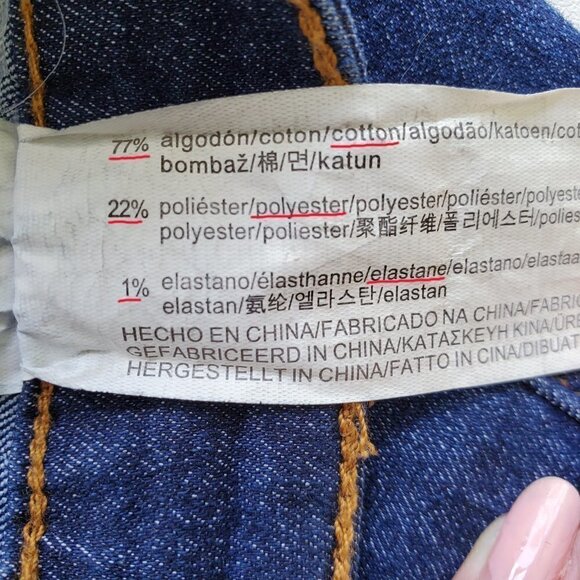 77% algodón/coton/cotton/algodão/katoen/
bombaž/棉/면/katun
22% poliéster/polyester/polyester/poliéster/
polyester/poliester/聚酯纤维/폴리에스터/
1% elastano/élasthanne/elastane/elastano/
elastan/氨纶/엘라스탄/elastan
HECHO EN CHINA/FABRICADO NA CHINA/
GEFABRICEERD IN CHINA/ΚΑΤΑΣΚΕΥΗ ΚΙΝΑ/
HERGESTELLT IN CHINA/FATTO IN CINA/